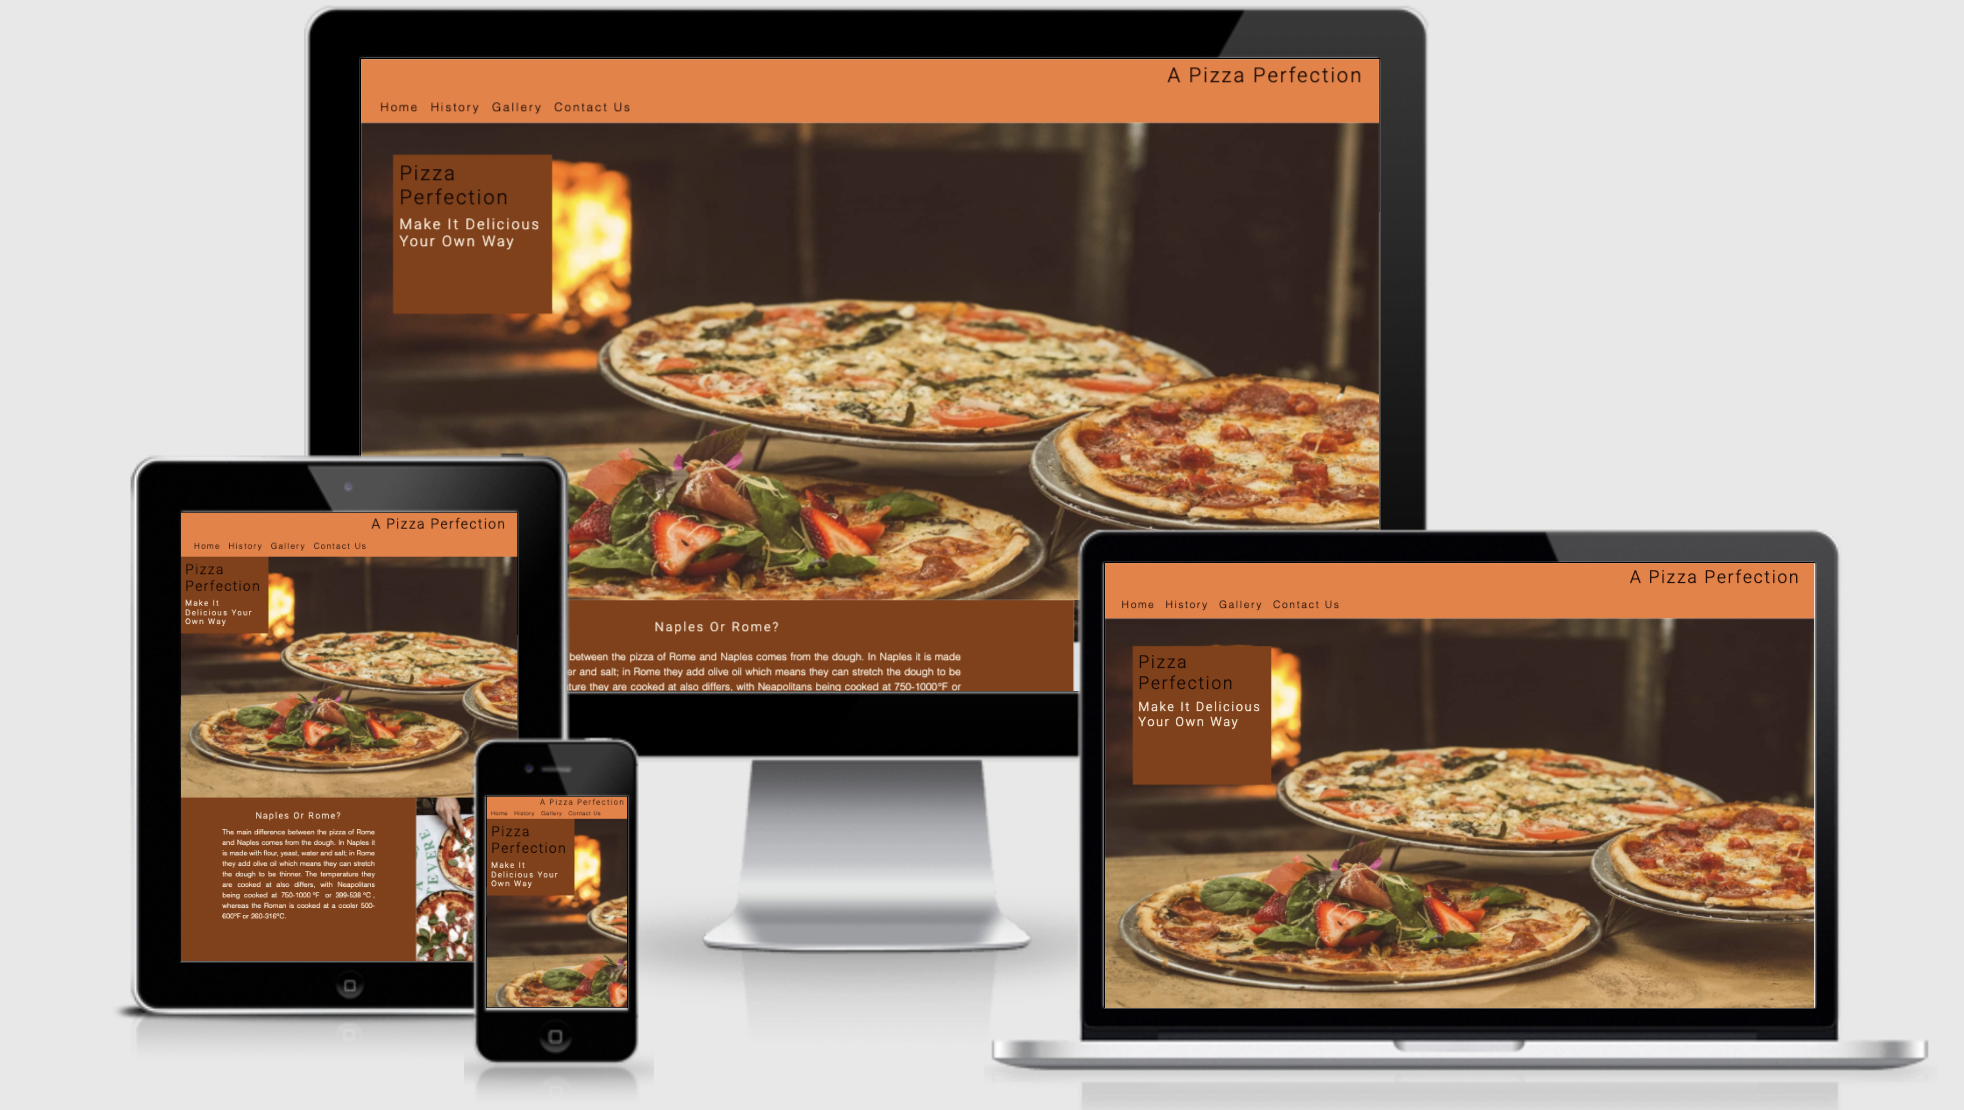 A Pizza Perfection
Home History Gallery Contact Us
Pizza
Perfection
Make It Delicious
Your Own Way
Naples Or Rome?
between the pizza of Rome and Naples comes from the dough. In Naples it is made
and salt; in Rome they add olive oil which means they can stretch the dough to be
they are cooked at also differs, with Neapolitans being cooked at 750-1000°F or
A Pizza Perfection
Home History Gallery Contact Us
Pizza
Perfection
Make It
Delicious Your
Own Way
Naples Or Rome?
The main difference between the pizza of Rome
and Naples comes from the dough. In Naples it
is made with flour, yeast, water and salt; in Rome
they add olive oil which means they can stretch
the dough to be thinner. The temperature they
are cooked at also differs, with Neapolitans
being cooked at 750-1000 °F or 399-538 °C ,
whereas the Roman is cooked at a cooler 500-
600°F or 260-316°C.
TEVERE
A Pizza Perfection
Home History Gallery Contact Us
Pizza
Perfection
Make It
Delicious Your
Own Way
A Pizza Perfection
Home History Gallery Contact Us
Pizza
Perfection
Make It Delicious
Your Own Way